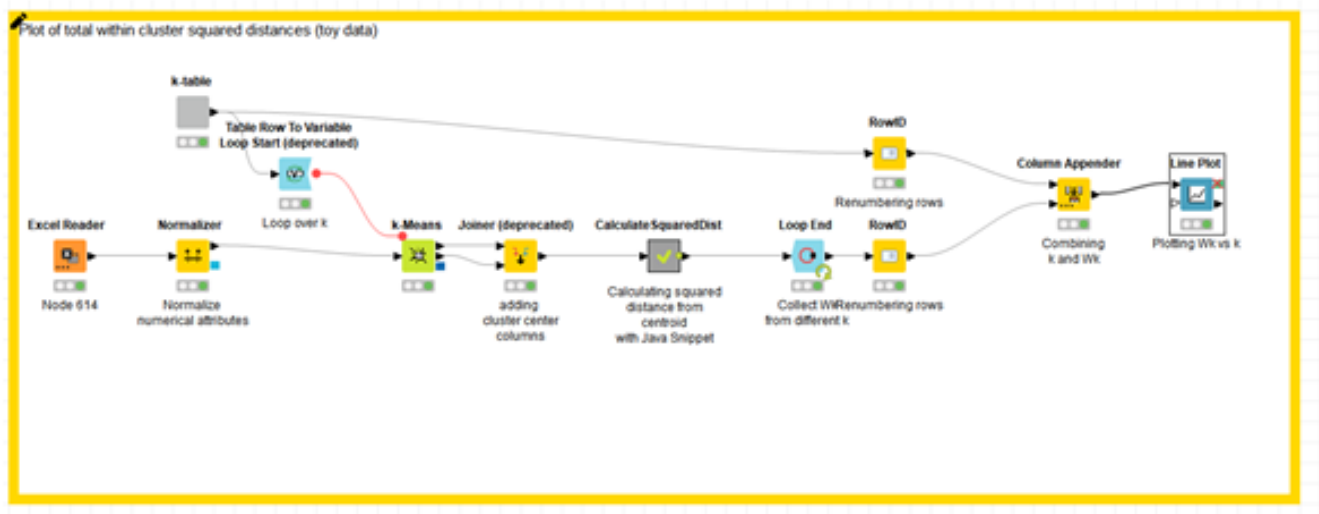 Plot of total within cluster squared distances (toy data)
k-table
Table Row To Variable
Loop Start (deprecated)
Loop over k
RowID
Renumbering rows
Column Appender
Combining
k and Wk
Line Plot
Plotting Wk vs k
Excel Reader
Node 614
Normalizer
Normalize
numerical attributes
k-Means
Joiner (deprecated)
adding
cluster center
columns
CalculateSquaredDist
Calculating squared
distance from
centroid
with Java Snippet
Loop End
Collect Wk
from different k
RowID
Renumbering rows